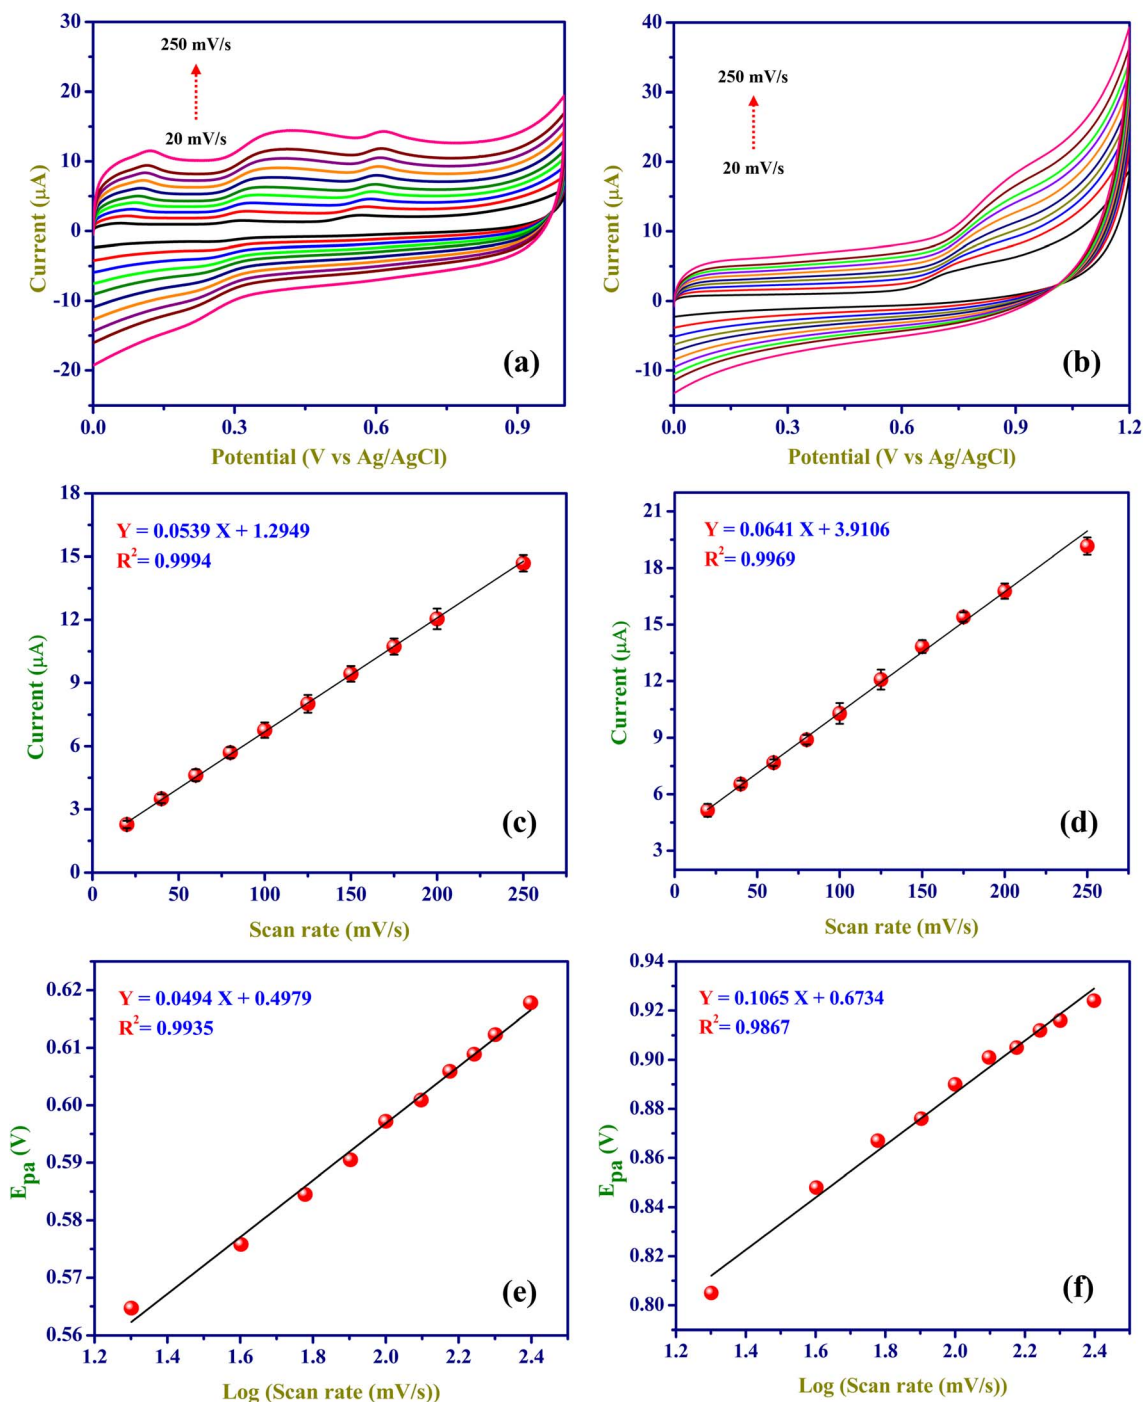 30
20
10
0
-10
-20
250 mV/s
20 mV/s
(a)
Current (μA)
0.0 0.3 0.6 0.9
Potential (V vs Ag/AgCl)
40
30
20
10
0
-10
250 mV/s
20 mV/s
(b)
Current (μA)
0.0 0.3 0.6 0.9 1.2
Potential (V vs Ag/AgCl)
18
15
12
9
6
3
0
Y = 0.0539 X + 1.2949
R²= 0.9994
(c)
Current (μA)
0 50 100 150 200 250
Scan rate (mV/s)
21
18
15
12
9
6
3
Y = 0.0641 X + 3.9106
R²= 0.9969
(d)
Current (μA)
0 50 100 150 200 250
Scan rate (mV/s)
0.62
0.61
0.60
0.59
0.58
0.57
0.56
Y = 0.0494 X + 0.4979
R²= 0.9935
(e)
Epa (V)
1.2 1.4 1.6 1.8 2.0 2.2 2.4
Log (Scan rate (mV/s))
0.94
0.92
0.90
0.88
0.86
0.84
0.82
0.80
Y = 0.1065 X + 0.6734
R²= 0.9867
(f)
Epa (V)
1.2 1.4 1.6 1.8 2.0 2.2 2.4
Log (Scan rate (mV/s))